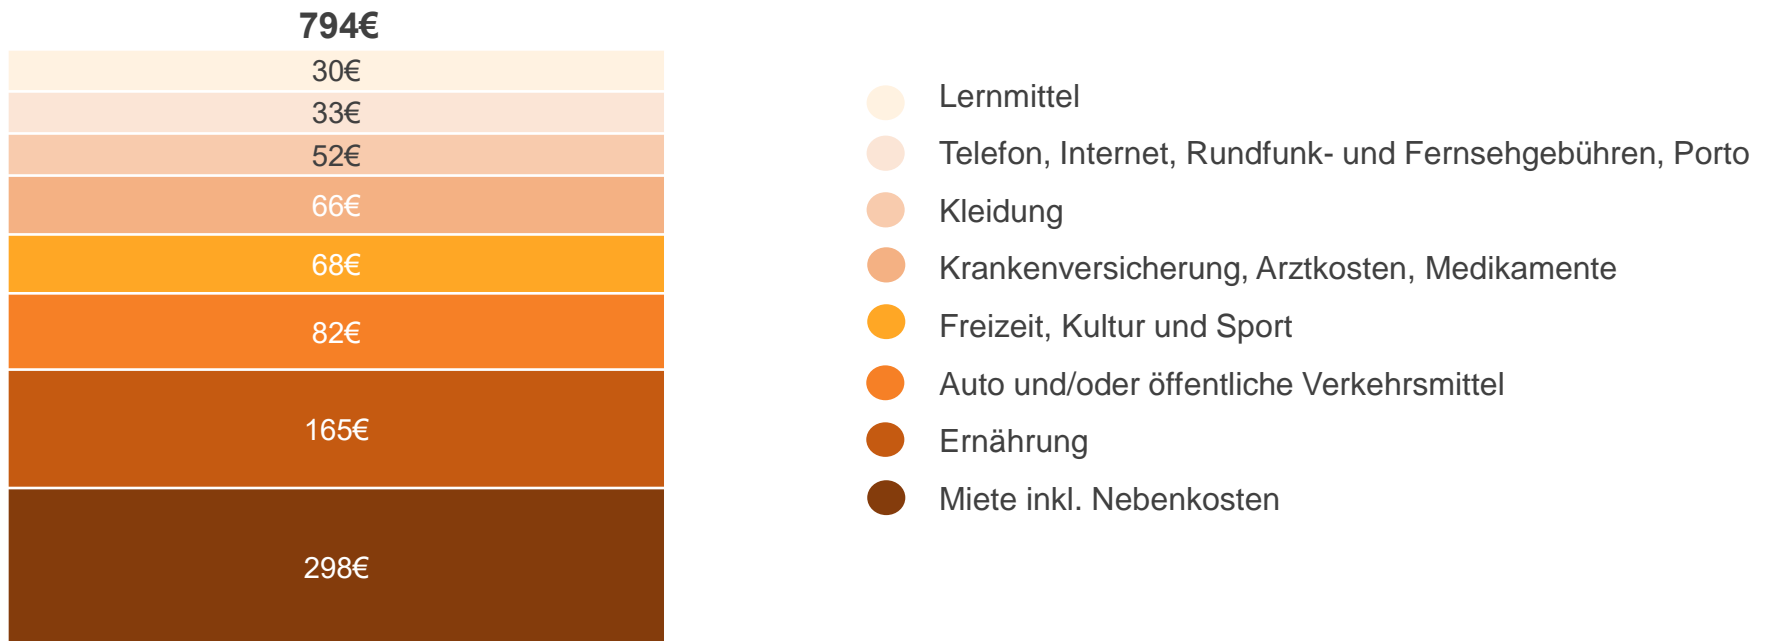 794€
30€
33€
52€
66€
68€
82€
165€
298€
Lernmittel
Telefon, Internet, Rundfunk- und Fernsehgebühren, Porto
Kleidung
Krankenversicherung, Arztkosten, Medikamente
Freizeit, Kultur und Sport
Auto und/oder öffentliche Verkehrsmittel
Ernährung
Miete inkl. Nebenkosten